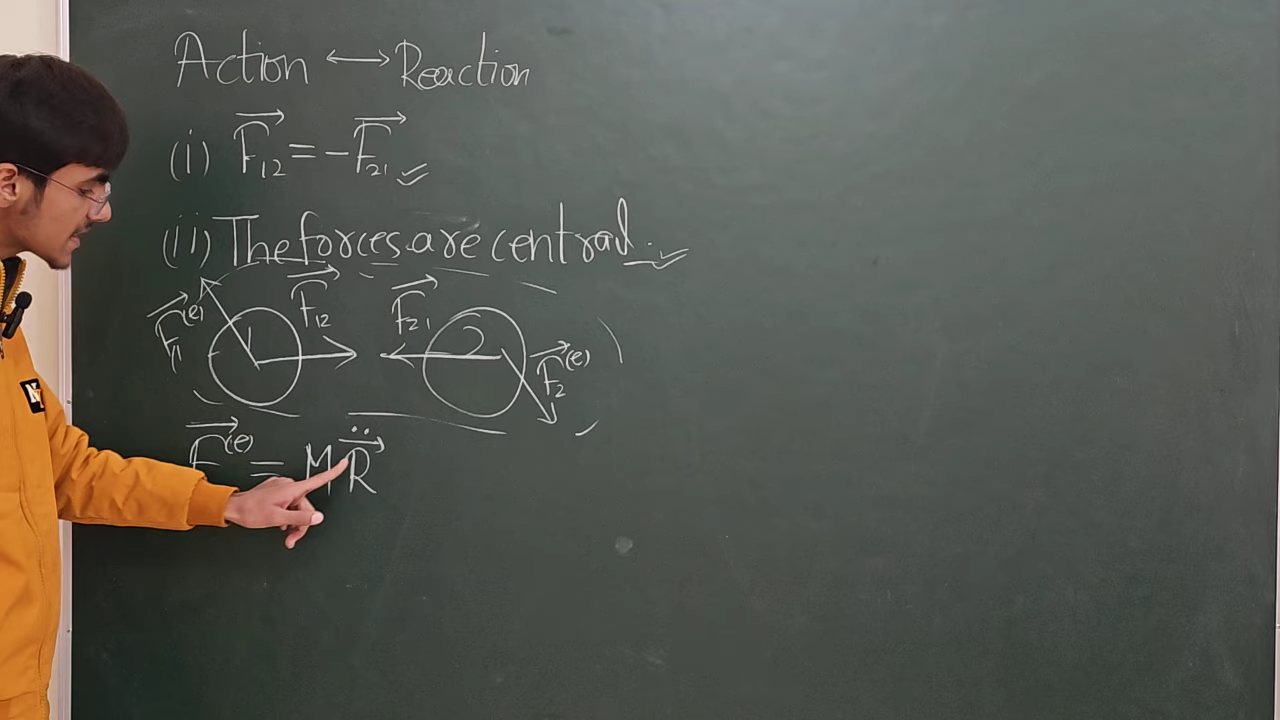 Action ↔ Reaction
(i) F⃗₁₂ = −F⃗₂₁
(ii) The forces are central.
F⃗₁⁽ᵉ⁾ 1 F⃗₁₂ F⃗₂₁ 2 F⃗₂⁽ᵉ⁾
F⃗⁽ᵉ⁾ = M R⃗̈